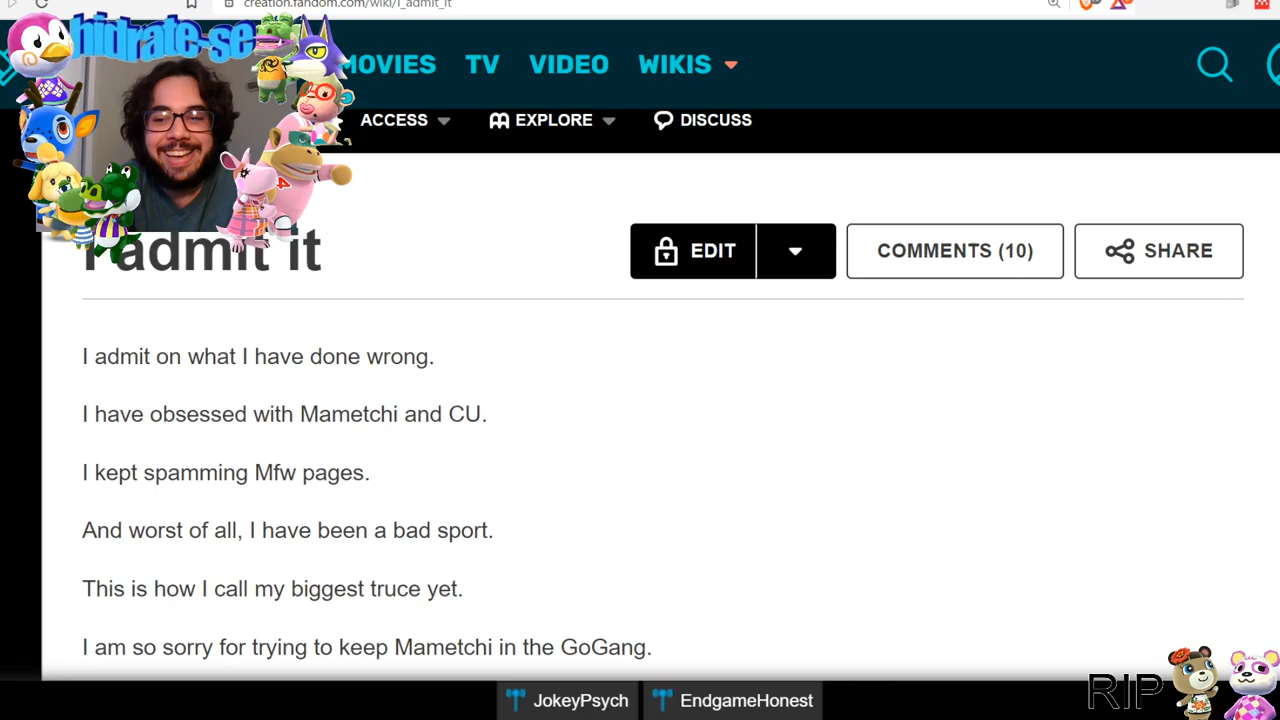 creation.fandom.com/wiki/I_admit_it
hidrate-se
MOVIES TV VIDEO WIKIS
ACCESS EXPLORE DISCUSS
I admit it
EDIT COMMENTS (10) SHARE
I admit on what I have done wrong.
I have obsessed with Mametchi and CU.
I kept spamming Mfw pages.
And worst of all, I have been a bad sport.
This is how I call my biggest truce yet.
I am so sorry for trying to keep Mametchi in the GoGang.
RIP
JokeyPsych EndgameHonest